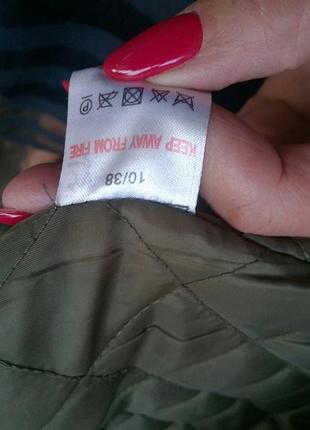 10/38
KEEP AWAY FROM FIRE
P